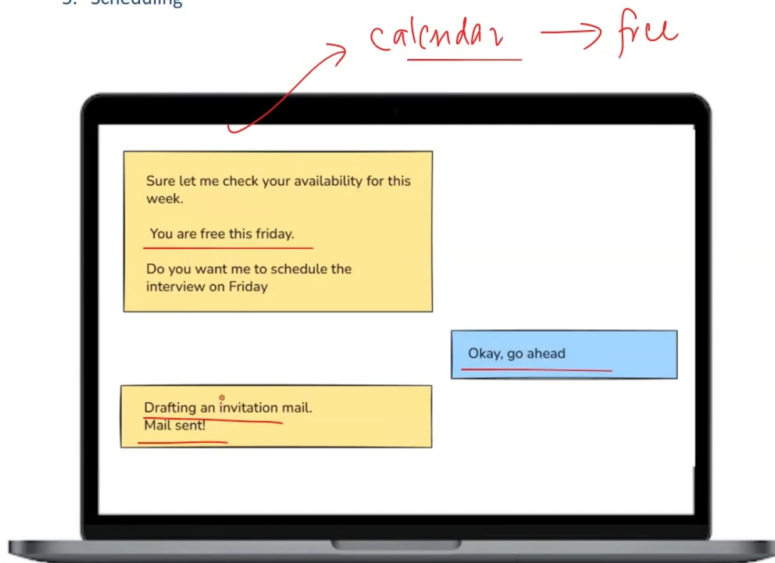 5. Scheduling
calendar → free
Sure let me check your availability for this
week.
You are free this friday.
Do you want me to schedule the
interview on Friday
Okay, go ahead
Drafting an invitation mail.
Mail sent!